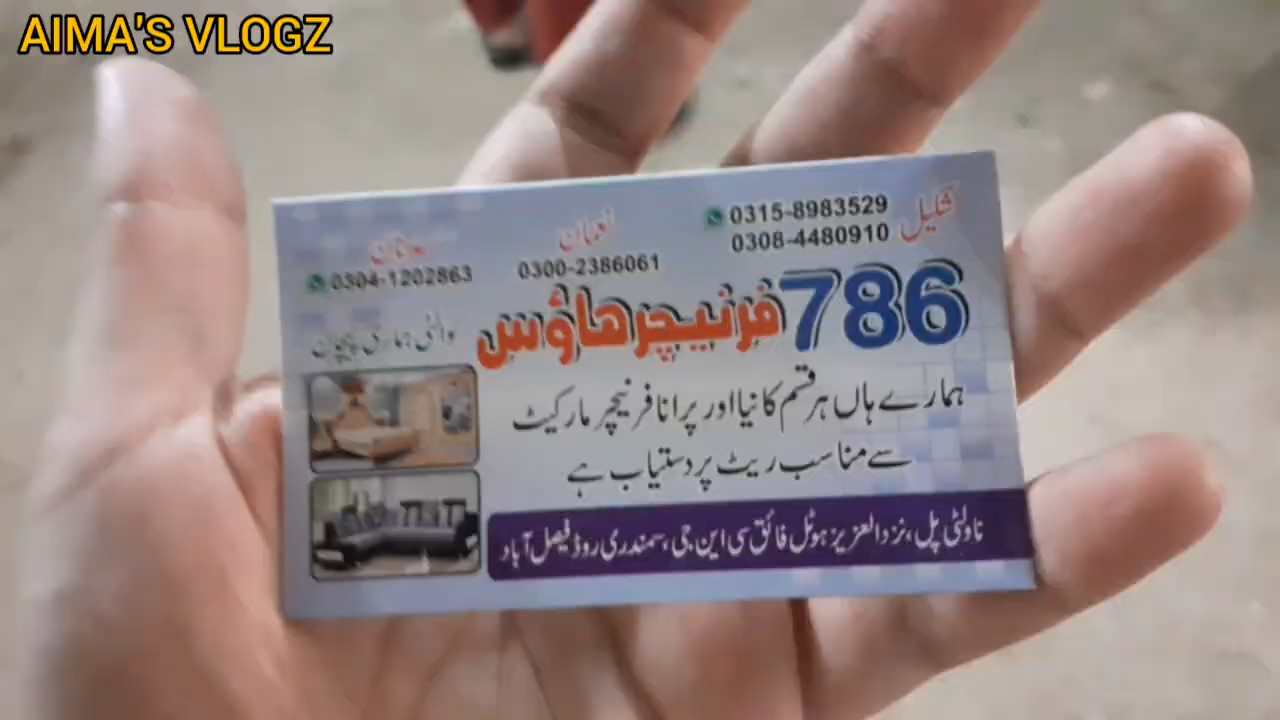 AIMA'S VLOGZ
شکیل
0315-8983529
0308-4480910
نعمان
0300-2386061
0304-1202863
786 فرنیچر ہاؤس
ہماری پہچان
ہمارے ہاں ہر قسم کا نیا اور پرانا فرنیچر مارکیٹ
سے مناسب ریٹ پر دستیاب ہے
ناولٹی پل، نزد العزیز ہوٹل فائق سی این جی، سمندری روڈ فیصل آباد